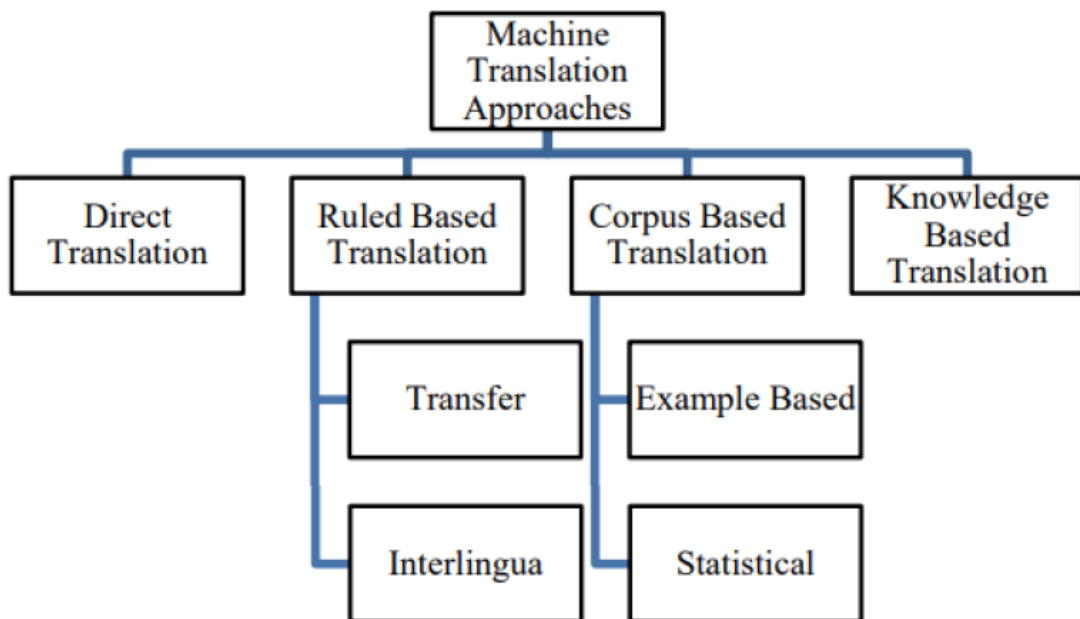 Machine
Translation
Approaches
Direct
Translation
Ruled Based
Translation
Corpus Based
Translation
Knowledge
Based
Translation
Transfer
Example Based
Interlingua
Statistical